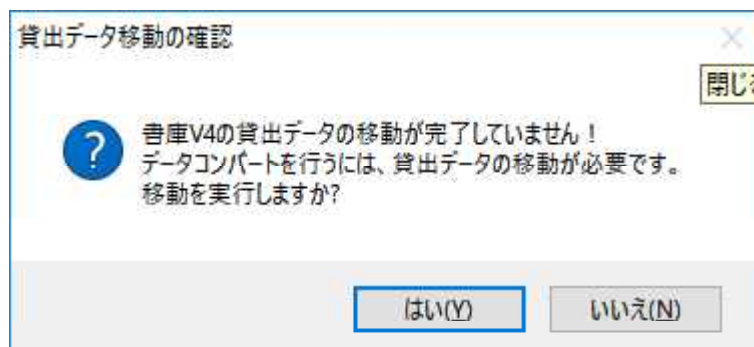 貸出データ移動の確認
閉じ
書庫V4の貸出データの移動が完了していません！
データコンバートを行うには、貸出データの移動が必要です。
移動を実行しますか?
はい(Y)
いいえ(N)